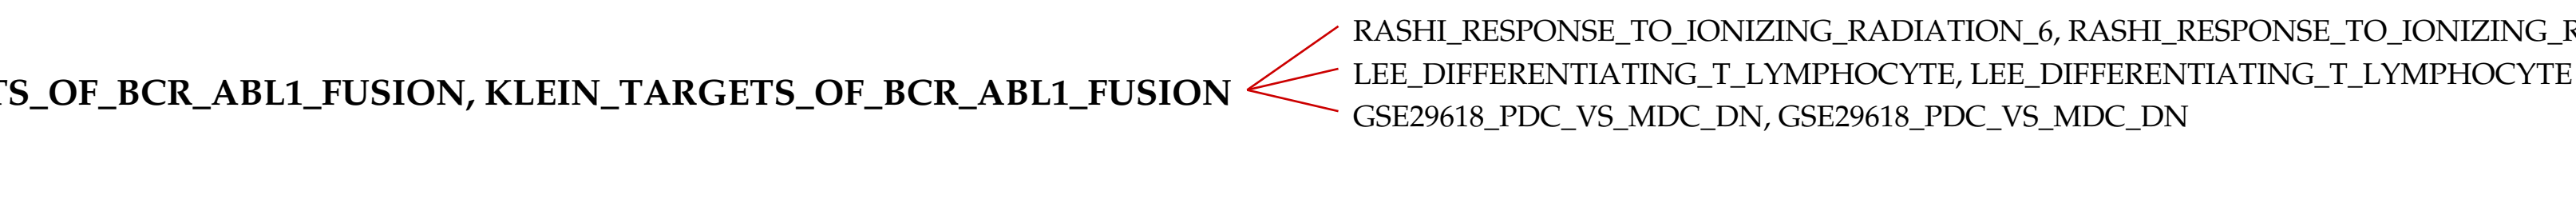 RASHI_RESPONSE_TO_IONIZING_RADIATION_6, RASHI_RESPONSE_TO_IONIZING_R
TS_OF_BCR_ABL1_FUSION, KLEIN_TARGETS_OF_BCR_ABL1_FUSION
LEE_DIFFERENTIATING_T_LYMPHOCYTE, LEE_DIFFERENTIATING_T_LYMPHOCYTE
GSE29618_PDC_VS_MDC_DN, GSE29618_PDC_VS_MDC_DN